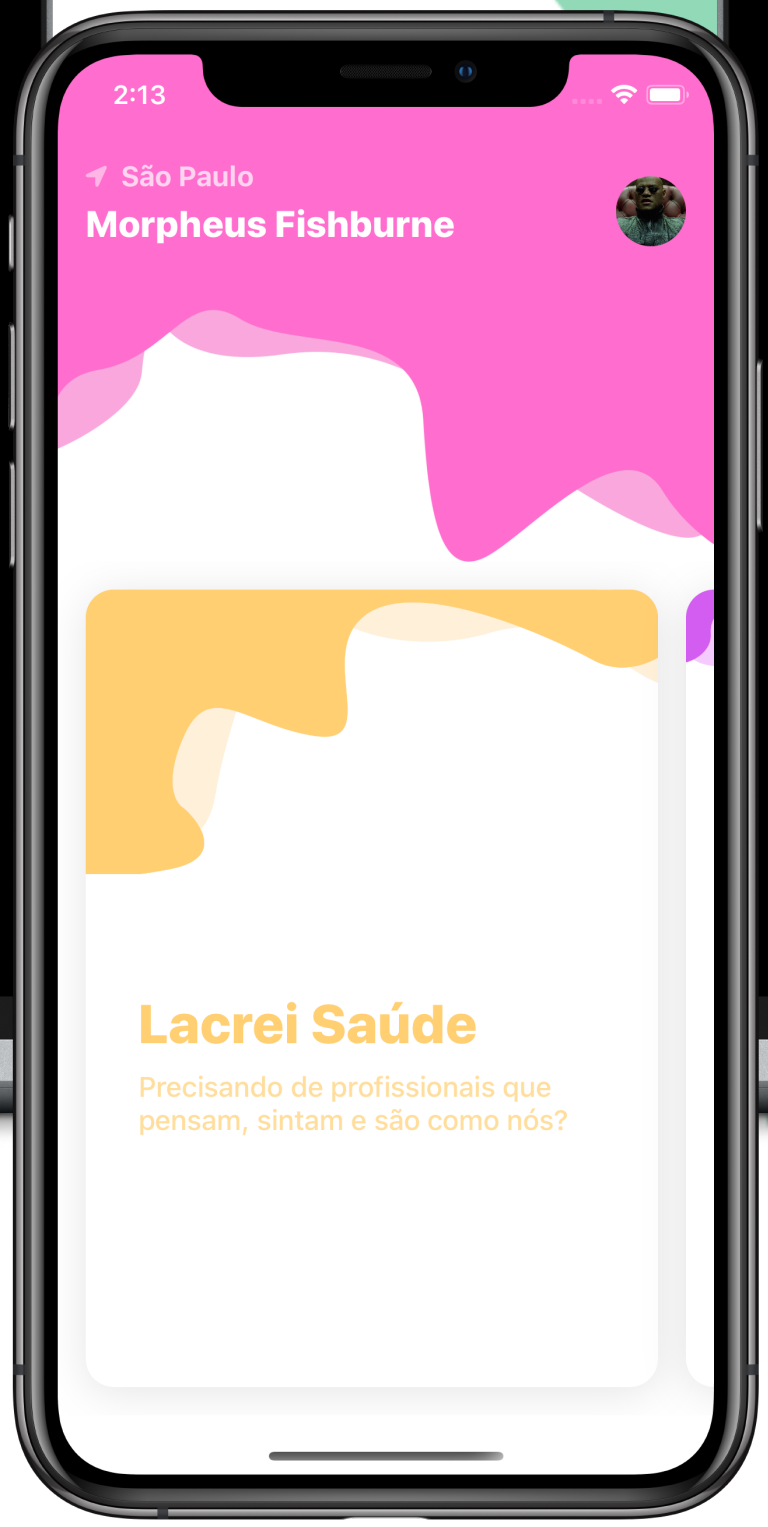 2:13
São Paulo
Morpheus Fishburne
Lacrei Saúde
Precisando de profissionais que
pensam, sintam e são como nós?